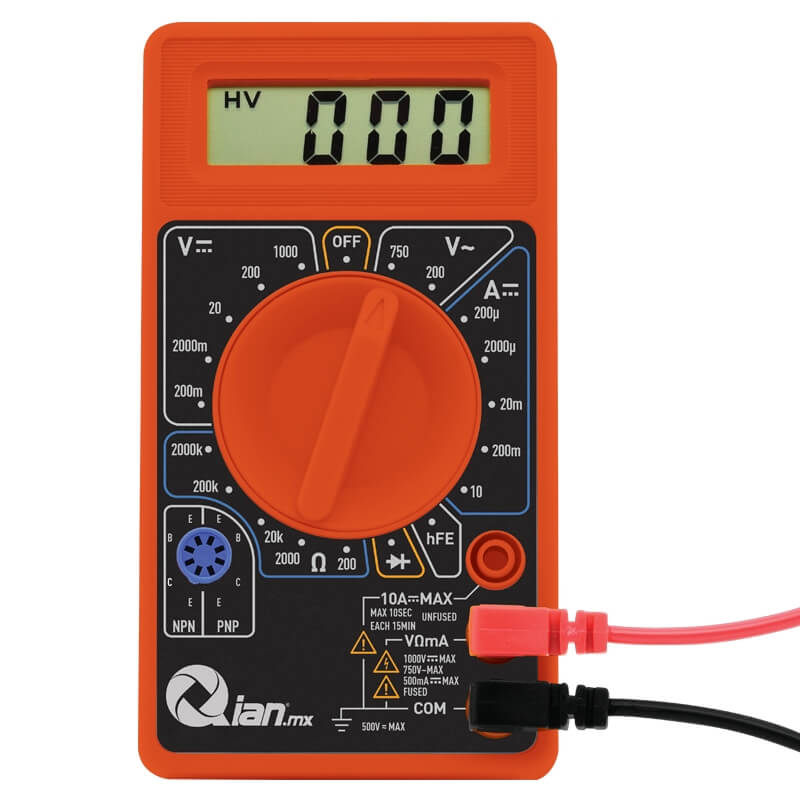 HV 000
V⎓ 1000 OFF 750 V~
200 200 A⎓
20 200µ
2000m 2000µ
200m 20m
2000k 200m
200k 10
20k 2000 Ω 200 hFE
E E
B B
C C
E E
NPN PNP
10A⎓MAX
MAX 10SEC UNFUSED
EACH 15MIN
VΩmA
1000V⎓MAX
750V~MAX
500mA⎓MAX
FUSED
COM
500V ≂ MAX
Qian.mx